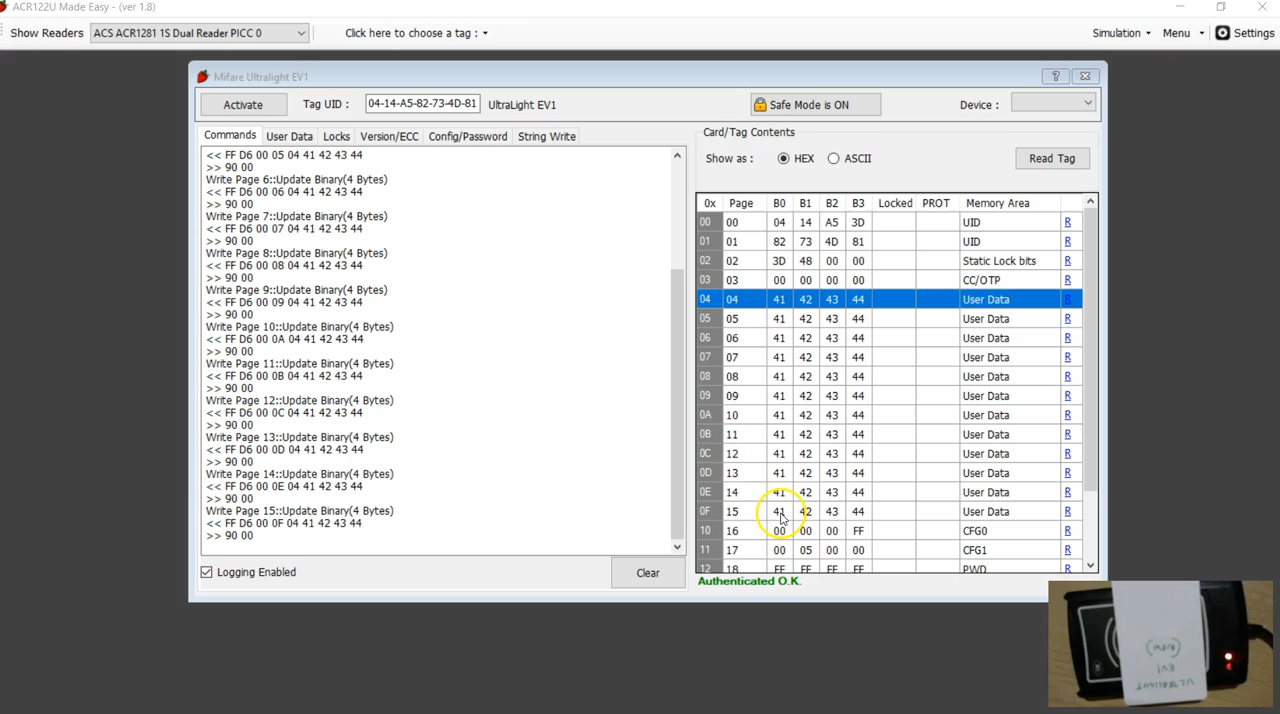 ACR122U Made Easy - (ver 1.8)
Show Readers ACS ACR1281 1S Dual Reader PICC 0 Click here to choose a tag : Simulation Menu Settings
Mifare Ultralight EV1 ?
Activate Tag UID : 04-14-A5-82-73-4D-81 UltraLight EV1 Safe Mode is ON Device :
Commands User Data Locks Version/ECC Config/Password String Write
<< FF D6 00 05 04 41 42 43 44
>> 90 00
Write Page 6::Update Binary(4 Bytes)
<< FF D6 00 06 04 41 42 43 44
>> 90 00
Write Page 7::Update Binary(4 Bytes)
<< FF D6 00 07 04 41 42 43 44
>> 90 00
Write Page 8::Update Binary(4 Bytes)
<< FF D6 00 08 04 41 42 43 44
>> 90 00
Write Page 9::Update Binary(4 Bytes)
<< FF D6 00 09 04 41 42 43 44
>> 90 00
Write Page 10::Update Binary(4 Bytes)
<< FF D6 00 0A 04 41 42 43 44
>> 90 00
Write Page 11::Update Binary(4 Bytes)
<< FF D6 00 0B 04 41 42 43 44
>> 90 00
Write Page 12::Update Binary(4 Bytes)
<< FF D6 00 0C 04 41 42 43 44
>> 90 00
Write Page 13::Update Binary(4 Bytes)
<< FF D6 00 0D 04 41 42 43 44
>> 90 00
Write Page 14::Update Binary(4 Bytes)
<< FF D6 00 0E 04 41 42 43 44
>> 90 00
Write Page 15::Update Binary(4 Bytes)
<< FF D6 00 0F 04 41 42 43 44
>> 90 00
Logging Enabled Clear
Card/Tag Contents
Show as : HEX ASCII Read Tag
0x Page B0 B1 B2 B3 Locked PROT Memory Area
00 00 04 14 A5 3D UID R
01 01 82 73 4D 81 UID R
02 02 3D 48 00 00 Static Lock bits R
03 03 00 00 00 00 CC/OTP R
04 04 41 42 43 44 User Data R
05 05 41 42 43 44 User Data R
06 06 41 42 43 44 User Data R
07 07 41 42 43 44 User Data R
08 08 41 42 43 44 User Data R
09 09 41 42 43 44 User Data R
0A 10 41 42 43 44 User Data R
0B 11 41 42 43 44 User Data R
0C 12 41 42 43 44 User Data R
0D 13 41 42 43 44 User Data R
0E 14 41 42 43 44 User Data R
0F 15 41 42 43 44 User Data R
10 16 00 00 00 FF CFG0 R
11 17 00 05 00 00 CFG1 R
12 18 FF FF FF FF PWD R
Authenticated O.K.
ULTRALIGHT
EV1
(NEW)